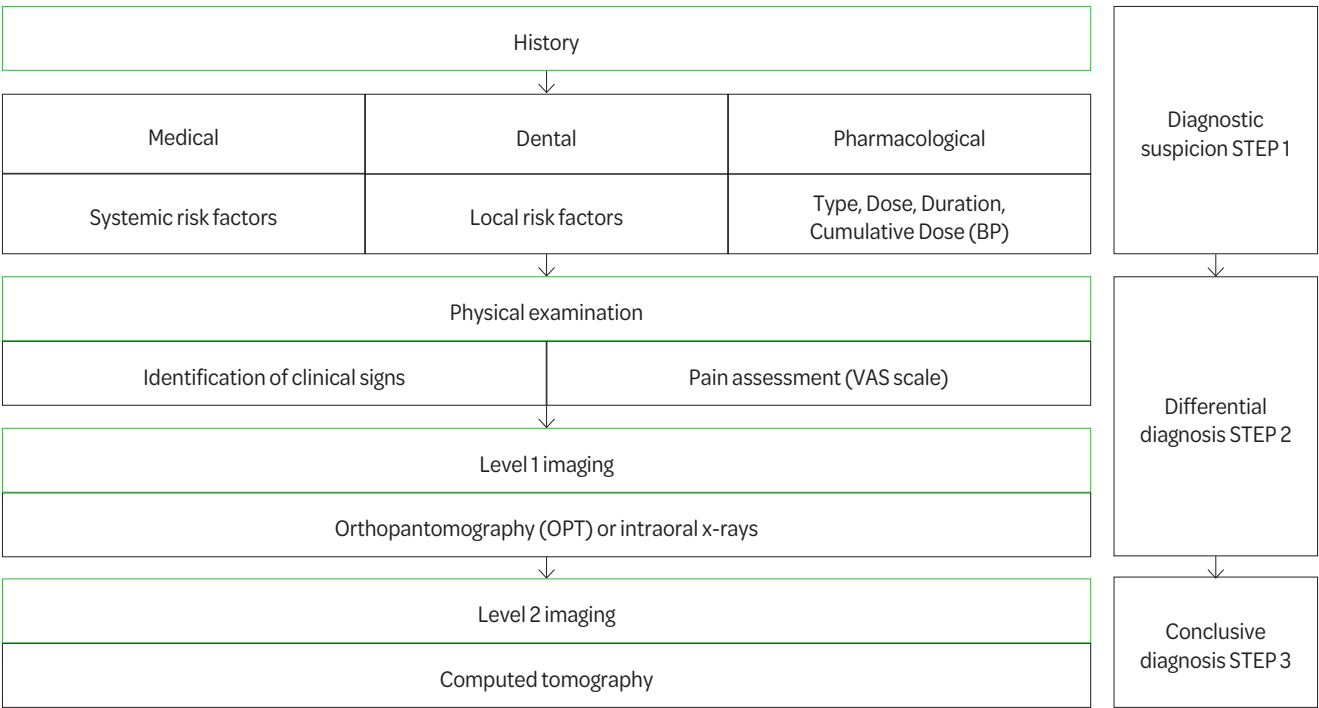 History
Medical
Dental
Pharmacological
Systemic risk factors
Local risk factors
Type, Dose, Duration,
Cumulative Dose (BP)
Diagnostic
suspicion STEP 1
Physical examination
Identification of clinical signs
Pain assessment (VAS scale)
Level 1 imaging
Orthopantomography (OPT) or intraoral x-rays
Differential
diagnosis STEP 2
Level 2 imaging
Computed tomography
Conclusive
diagnosis STEP 3